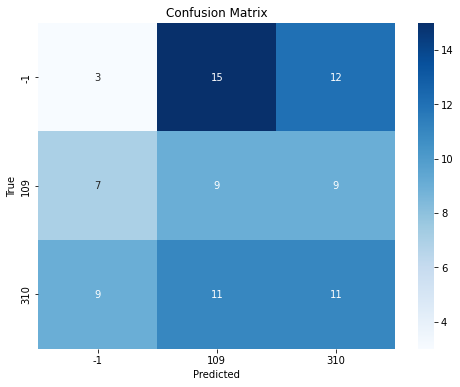 Confusion Matrix
-1 3 15 12 14
12
109 7 9 9 10
True
8
310 9 11 11 6
4
-1 109 310
Predicted